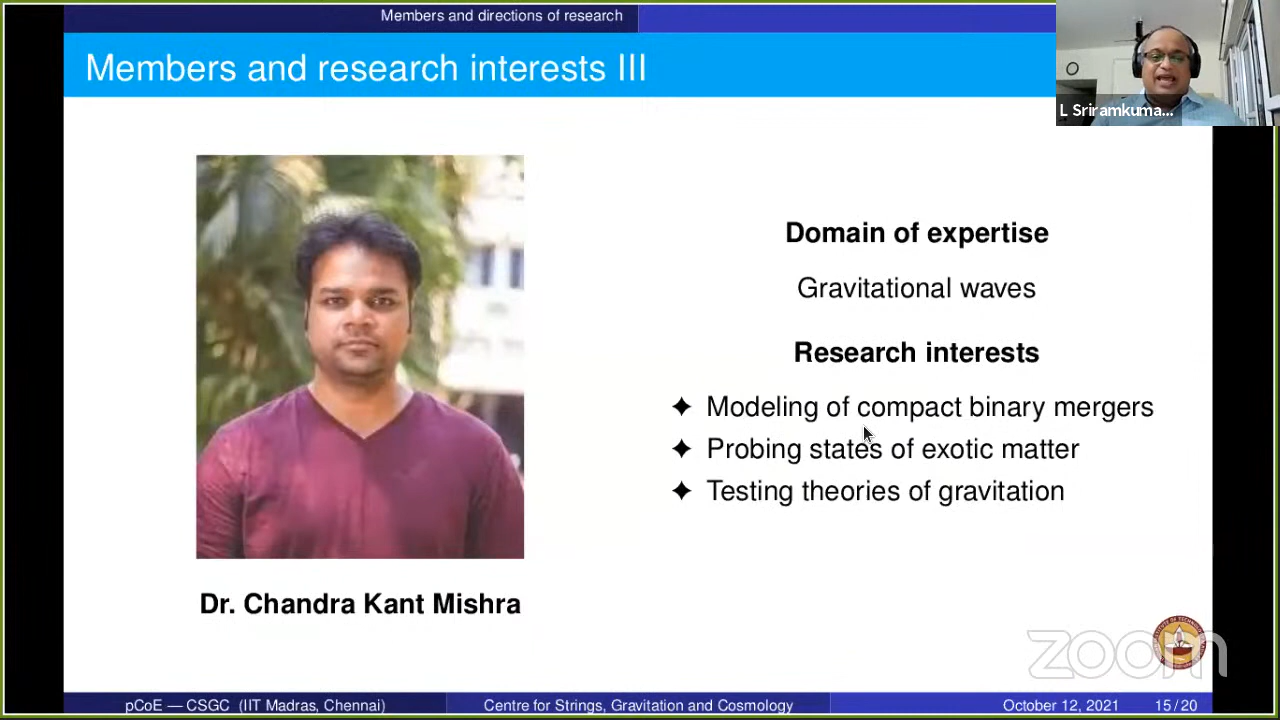 Members and directions of research
Members and research interests III
L Sriramkuma...
Domain of expertise
Gravitational waves
Research interests
✦ Modeling of compact binary mergers
✦ Probing states of exotic matter
✦ Testing theories of gravitation
Dr. Chandra Kant Mishra
zoom
pCoE — CSGC (IIT Madras, Chennai) Centre for Strings, Gravitation and Cosmology October 12, 2021 15 / 20